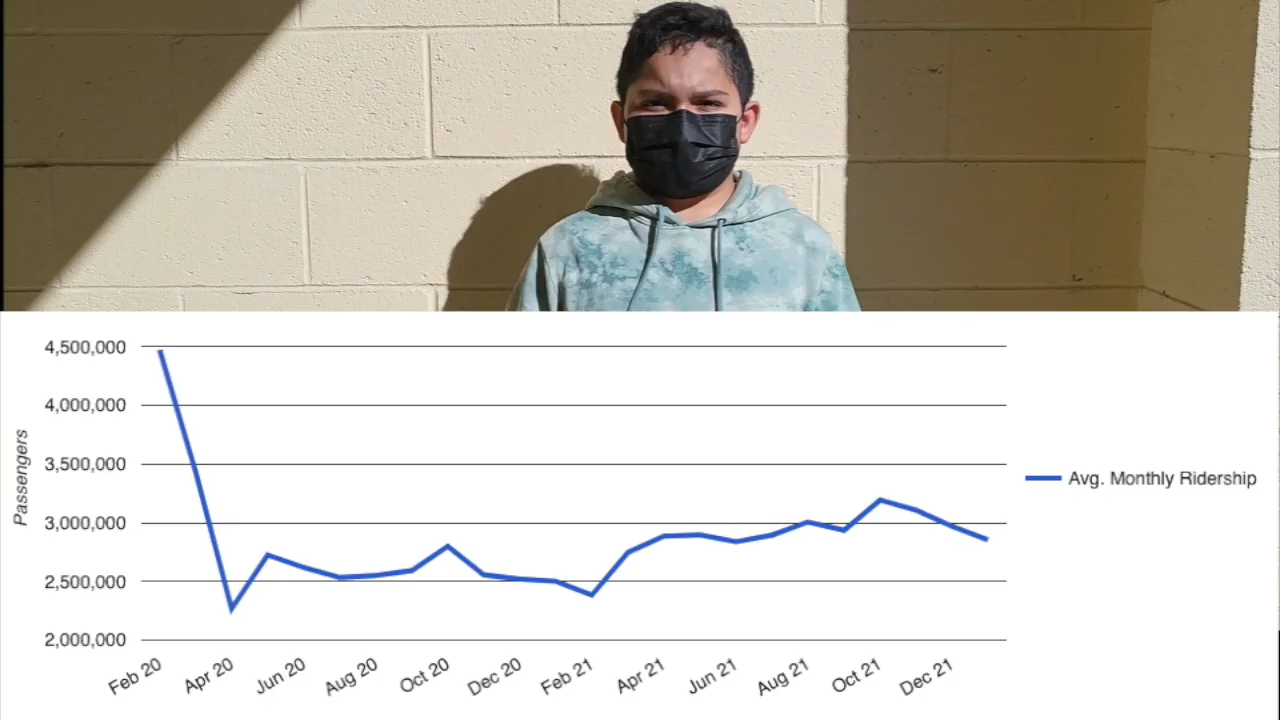 4,500,000
4,000,000
3,500,000
3,000,000
2,500,000
2,000,000
Passengers
Avg. Monthly Ridership
Feb 20
Apr 20
Jun 20
Aug 20
Oct 20
Dec 20
Feb 21
Apr 21
Jun 21
Aug 21
Oct 21
Dec 21